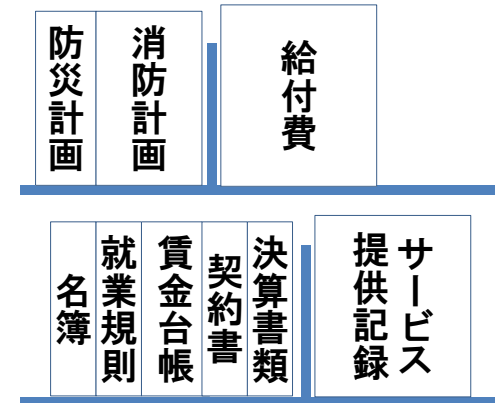 防災計画
消防計画
給付費
名簿
就業規則
賃金台帳
契約書
決算書類
サービス
提供記録